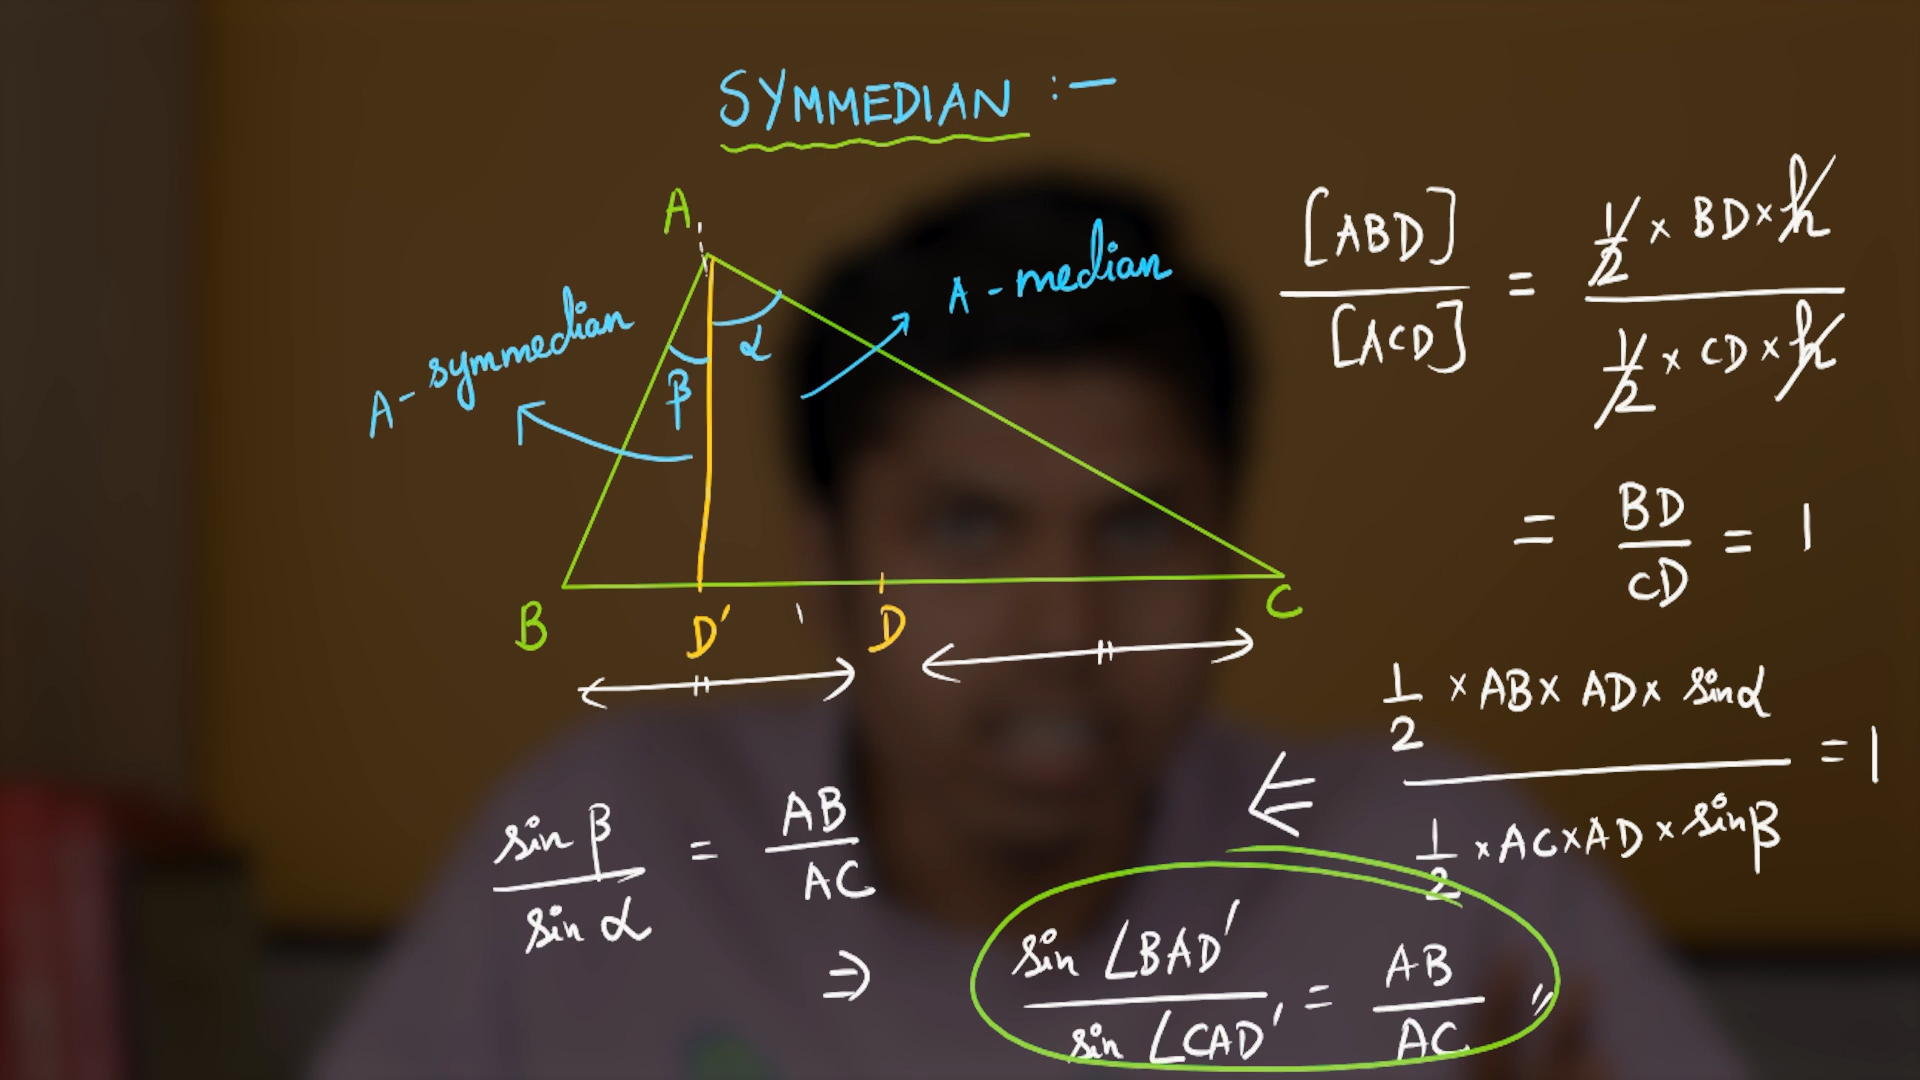 SYMMEDIAN :-
A
A - symmedian
A - median
α
β
B
D'
D
C
[ABD] / [ACD] = 1/2 × BD × h / 1/2 × CD × h
= BD / CD = 1
1/2 × AB × AD × sin α / 1/2 × AC × AD × sin β = 1
⇐
sin β / sin α = AB / AC
⇒ sin ∠BAD' / sin ∠CAD' = AB / AC "